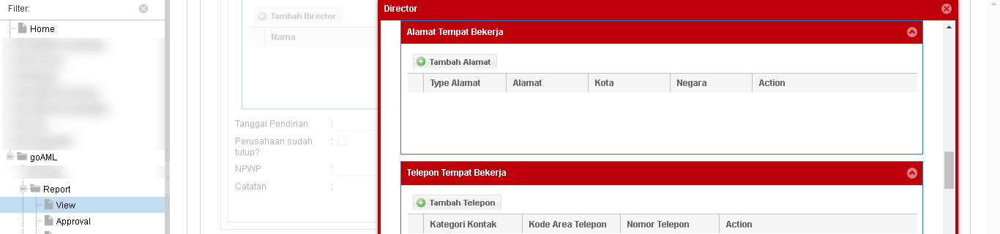 Filter:
Home
goAML
Report
View
Approval
Tambah Director
Nama
Tanggal Pendirian :
Perusahaan sudah tutup? :
NPWP :
Catatan :
Director
Alamat Tempat Bekerja
Tambah Alamat
Type Alamat Alamat Kota Negara Action
Telepon Tempat Bekerja
Tambah Telepon
Kategori Kontak Kode Area Telepon Nomor Telepon Action